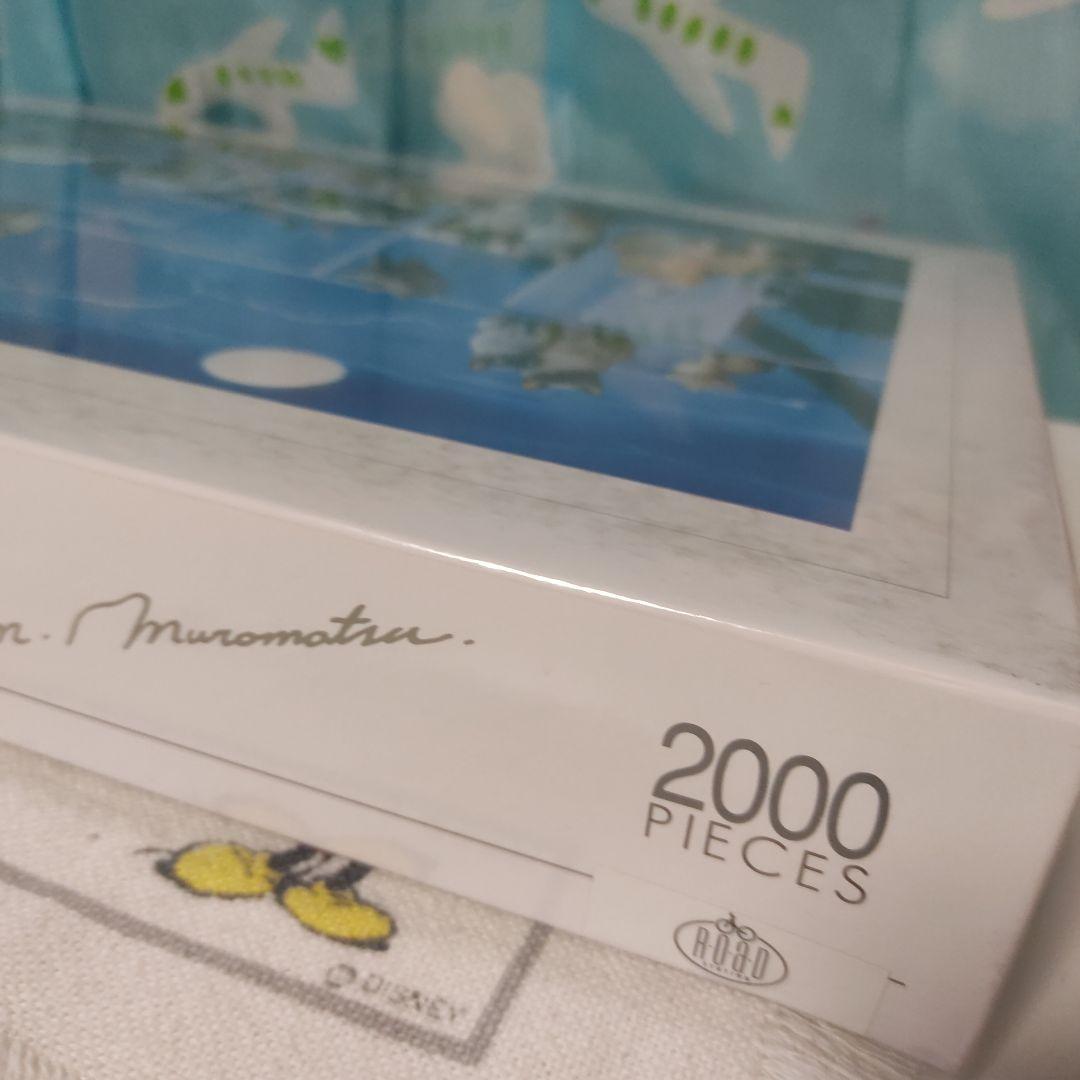 n. Muromatsu.
2000
PIECES
ROAD
© DISNEY